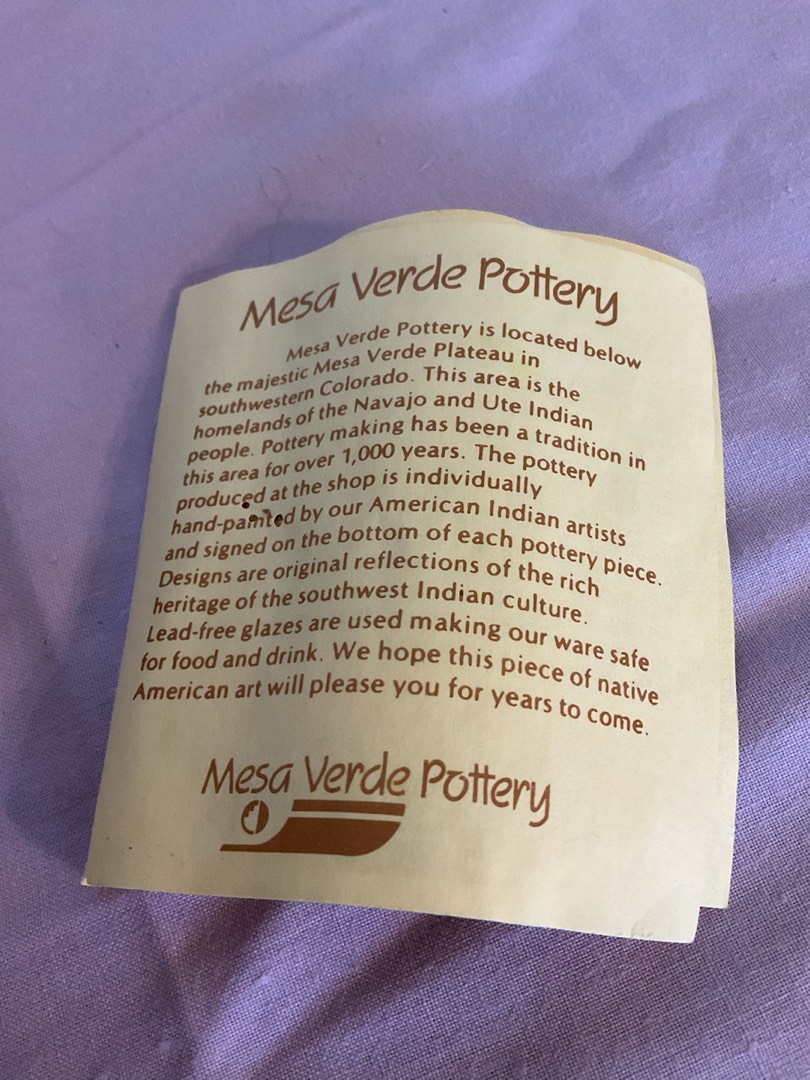 Mesa Verde Pottery
Mesa Verde Pottery is located below
the majestic Mesa Verde Plateau in
southwestern Colorado. This area is the
homelands of the Navajo and Ute Indian
people. Pottery making has been a tradition in
this area for over 1,000 years. The pottery
produced at the shop is individually
hand-painted by our American Indian artists
and signed on the bottom of each pottery piece.
Designs are original reflections of the rich
heritage of the southwest Indian culture.
Lead-free glazes are used making our ware safe
for food and drink. We hope this piece of native
American art will please you for years to come.
Mesa Verde Pottery